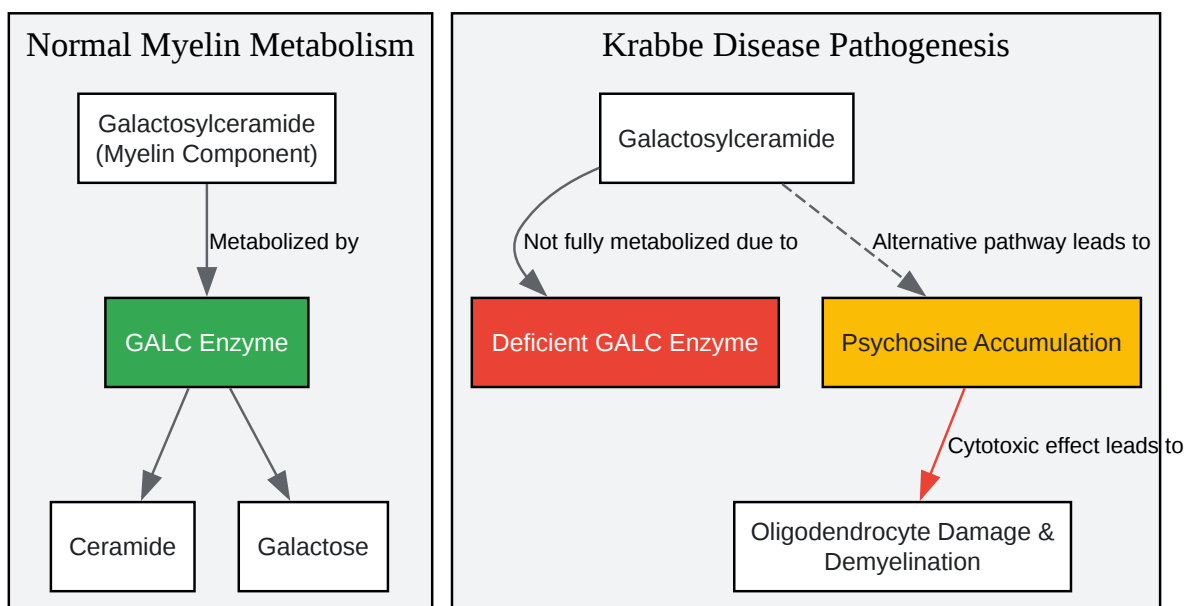 Normal Myelin Metabolism
Galactosylceramide
(Myelin Component)
Metabolized by
GALC Enzyme
Ceramide
Galactose
Krabbe Disease Pathogenesis
Galactosylceramide
Not fully metabolized due to
Alternative pathway leads to
Deficient GALC Enzyme
Psychosine Accumulation
Cytotoxic effect leads to
Oligodendrocyte Damage &
Demyelination